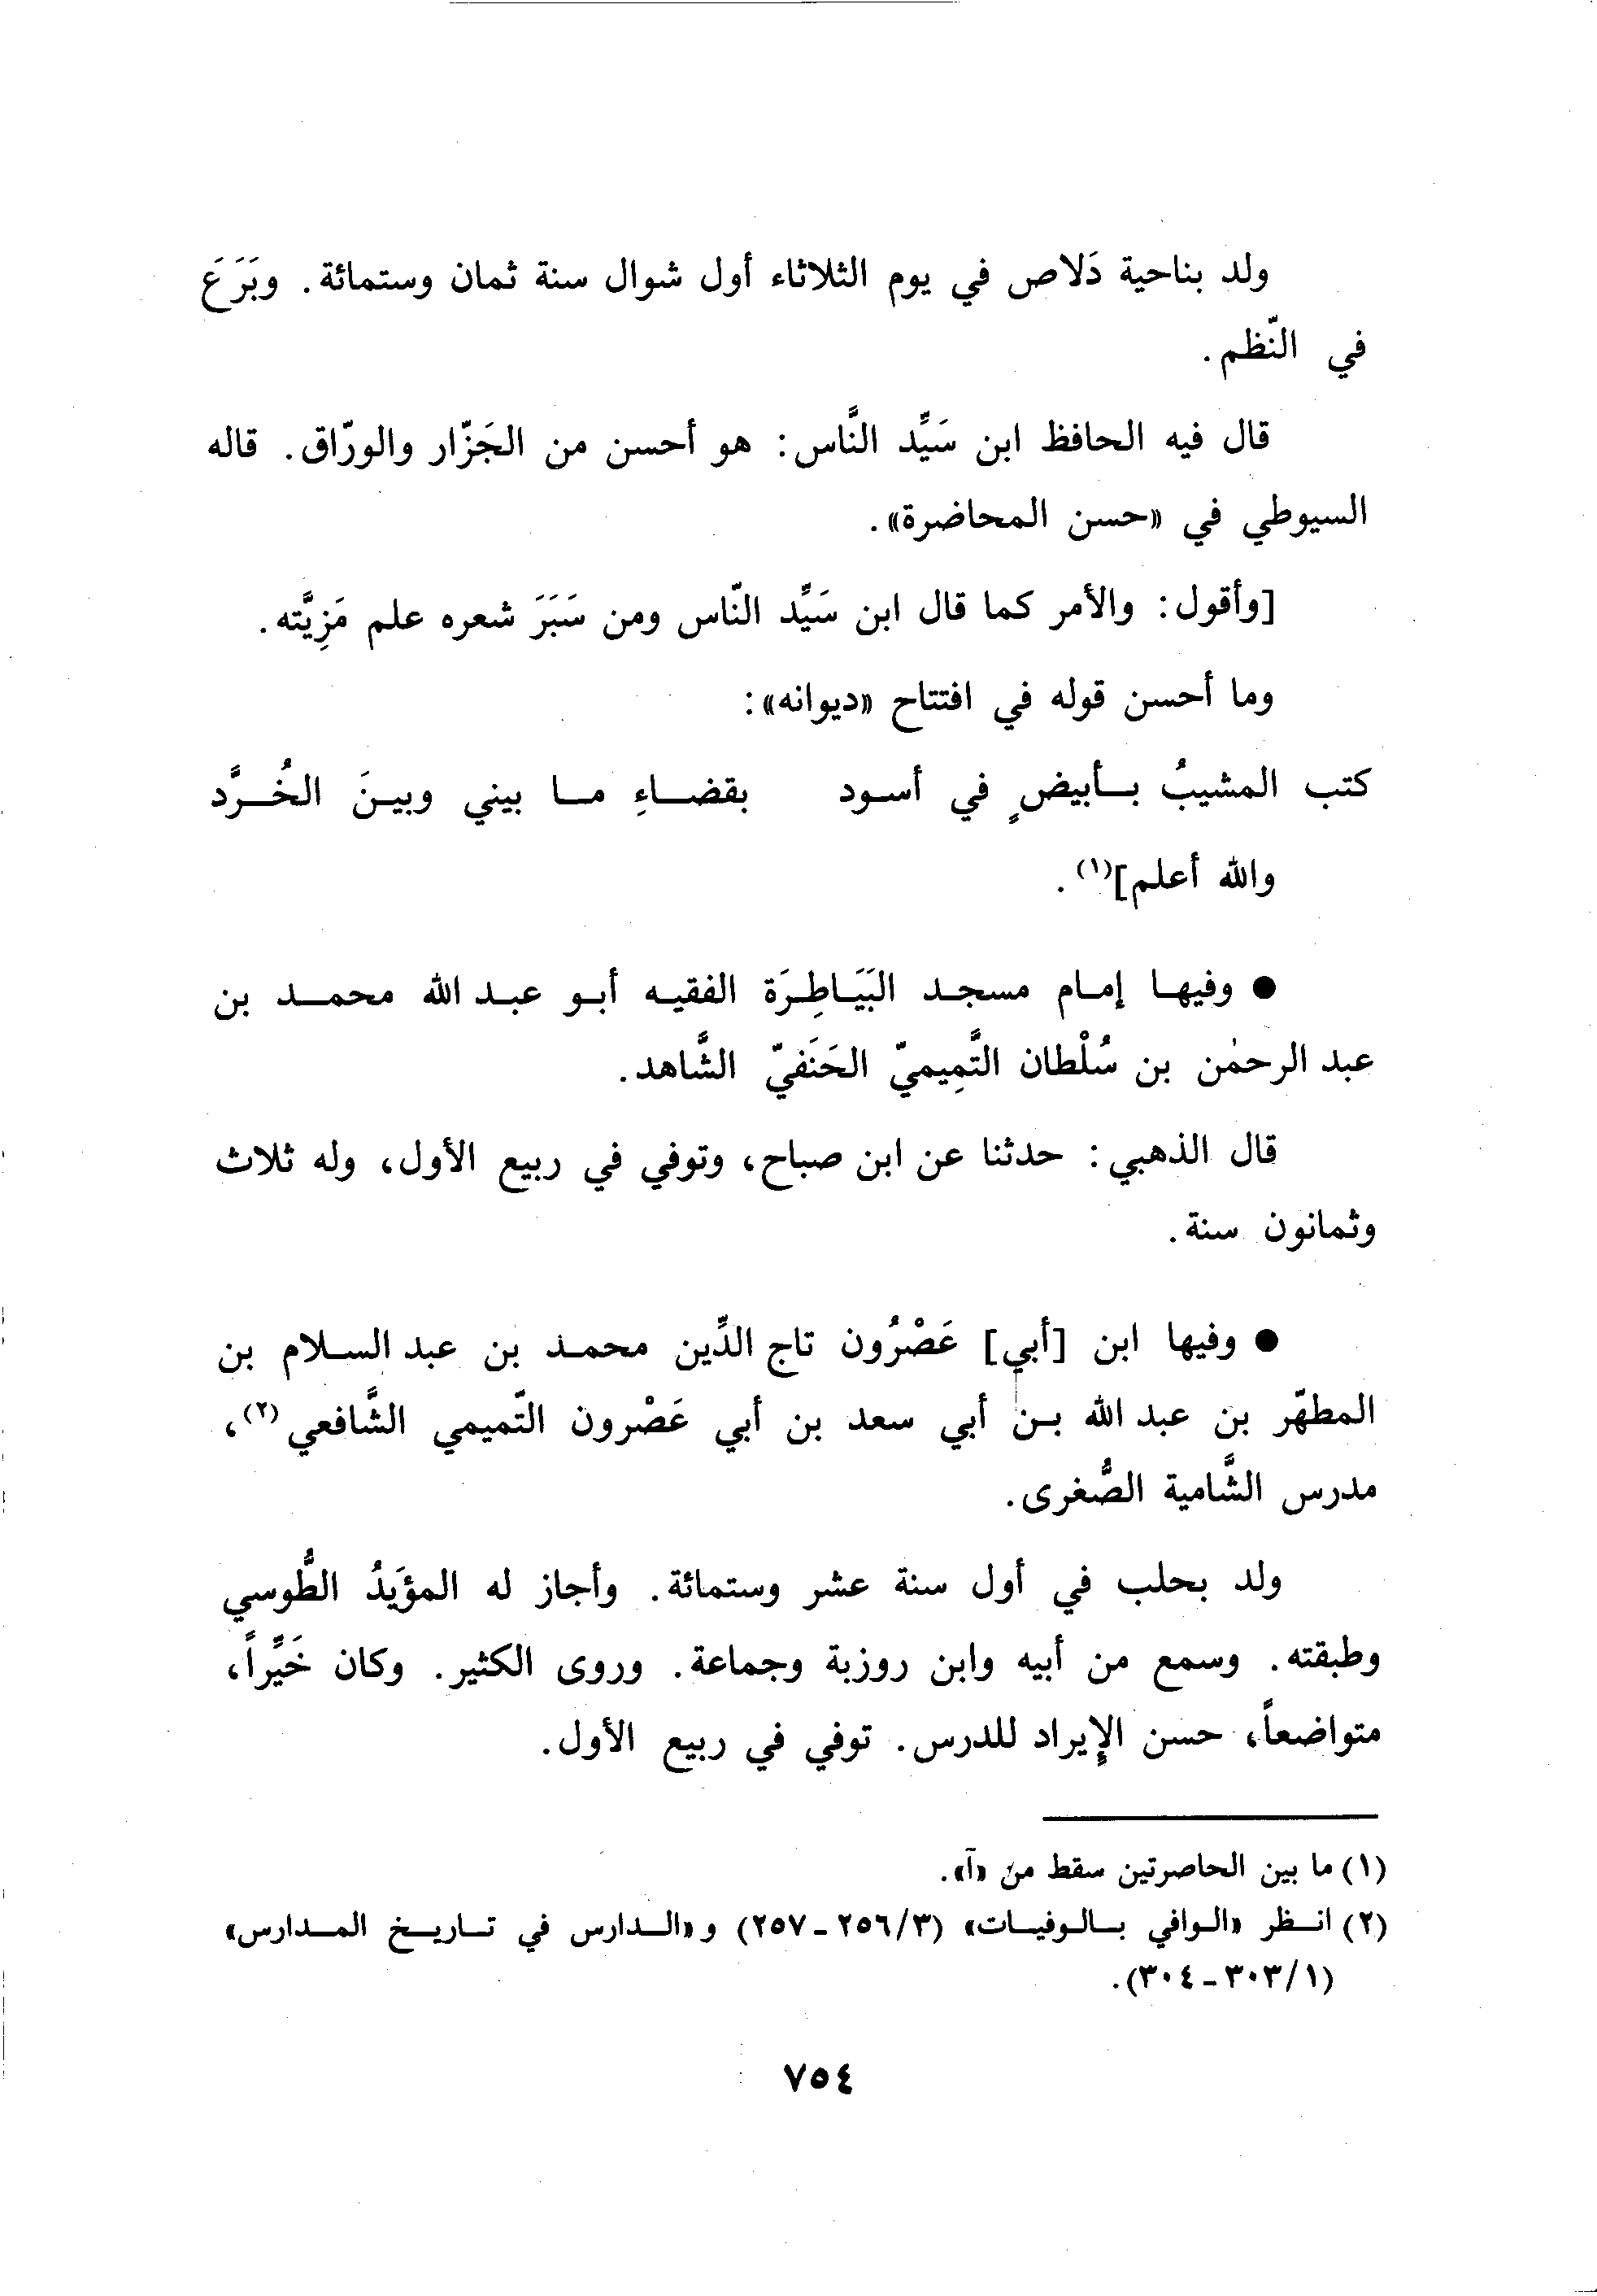 ولد بناحية دَلاص في يوم الثلاثاء أول شوال سنة ثمان وستمائة. وبَرَعَ
في النّظم.
قال فيه الحافظ ابن سَيِّد النَّاس: هو أحسن من الجَزّار والورّاق. قاله
السيوطي في «حسن المحاضرة».
[وأقول: والأمر كما قال ابن سَيِّد النّاس ومن سَبَرَ شعره علم مَزِيَّته.
وما أحسن قوله في افتتاح «ديوانه»:
كتب المشيبُ بأبيضٍ في أسود بقضاءِ ما بيني وبينَ الخُرَّد
والله أعلم](١).
● وفيها إمام مسجد البَيَاطِرَة الفقيه أبو عبد الله محمد بن
عبد الرحمٰن بن سُلْطان التَّمِيميّ الحَنَفيّ الشَّاهد.
قال الذهبي: حدثنا عن ابن صباح، وتوفي في ربيع الأول، وله ثلاث
وثمانون سنة.
● وفيها ابن [أبي] عَصْرُون تاج الدِّين محمد بن عبد السلام بن
المطهّر بن عبد الله بن أبي سعد بن أبي عَصْرون التّميمي الشَّافعي(٢)،
مدرس الشَّامية الصُّغرى.
ولد بحلب في أول سنة عشر وستمائة. وأجاز له المؤَيدُ الطُّوسي
وطبقته. وسمع من أبيه وابن روزبة وجماعة. وروى الكثير. وكان خَيِّراً،
متواضعاً، حسن الإيراد للدرس. توفي في ربيع الأول.
(١) ما بين الحاصرتين سقط من «آ».
(٢) انظر «الوافي بالوفيات» (٣/٢٥٦ - ٢٥٧) و«الدارس في تاريخ المدارس»
(١/٣٠٣ - ٣٠٤).
٧٥٤